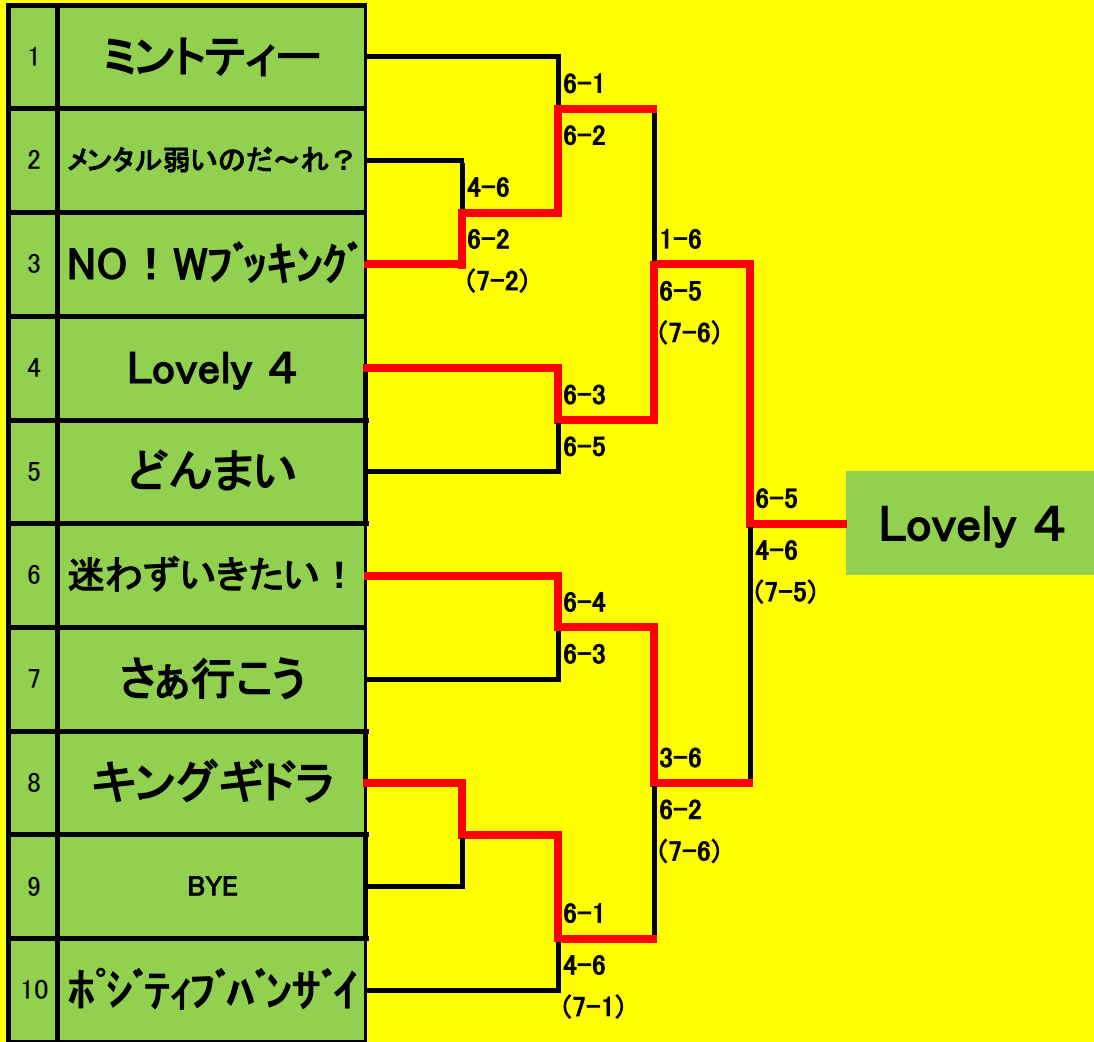 1 ミントティー
2 メンタル弱いのだ～れ？
3 NO！Wﾌﾞｯｷﾝｸﾞ
4 Lovely 4
5 どんまい
6 迷わずいきたい！
7 さぁ行こう
8 キングギドラ
9 BYE
10 ﾎﾟｼﾞﾃｨﾌﾞﾊﾞﾝｻﾞｲ
4-6
6-2
(7-2)
6-1
6-2
6-3
6-5
6-4
6-3
6-1
4-6
(7-1)
1-6
6-5
(7-6)
3-6
6-2
(7-6)
6-5
4-6
(7-5)
Lovely 4